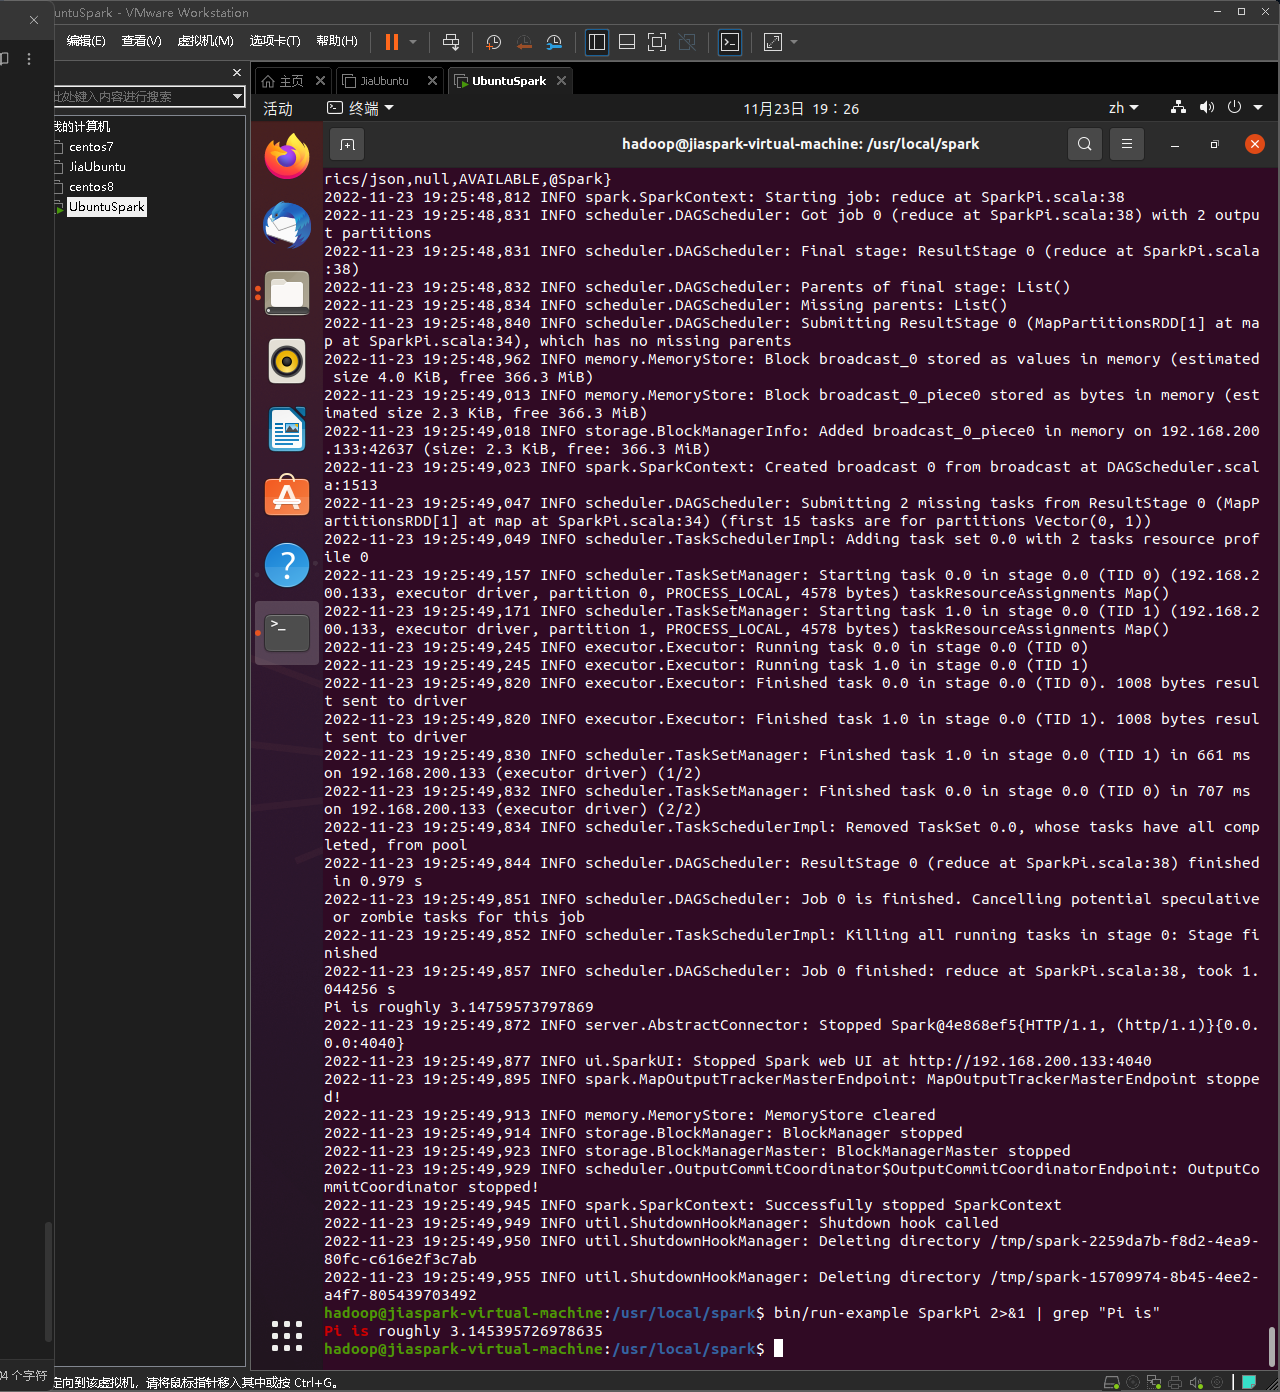 UbuntuSpark - VMware Workstation
编辑(E) 查看(V) 虚拟机(M) 选项卡(T) 帮助(H)
此处键入内容进行搜索
我的计算机
centos7
JiaUbuntu
centos8
UbuntuSpark
主页 JiaUbuntu UbuntuSpark
活动 终端 11月23日 19：26 zh
hadoop@jiaspark-virtual-machine: /usr/local/spark
rics/json,null,AVAILABLE,@Spark}
2022-11-23 19:25:48,812 INFO spark.SparkContext: Starting job: reduce at SparkPi.scala:38
2022-11-23 19:25:48,831 INFO scheduler.DAGScheduler: Got job 0 (reduce at SparkPi.scala:38) with 2 outpu
t partitions
2022-11-23 19:25:48,831 INFO scheduler.DAGScheduler: Final stage: ResultStage 0 (reduce at SparkPi.scala
:38)
2022-11-23 19:25:48,832 INFO scheduler.DAGScheduler: Parents of final stage: List()
2022-11-23 19:25:48,834 INFO scheduler.DAGScheduler: Missing parents: List()
2022-11-23 19:25:48,840 INFO scheduler.DAGScheduler: Submitting ResultStage 0 (MapPartitionsRDD[1] at ma
p at SparkPi.scala:34), which has no missing parents
2022-11-23 19:25:48,962 INFO memory.MemoryStore: Block broadcast_0 stored as values in memory (estimated
 size 4.0 KiB, free 366.3 MiB)
2022-11-23 19:25:49,013 INFO memory.MemoryStore: Block broadcast_0_piece0 stored as bytes in memory (est
imated size 2.3 KiB, free 366.3 MiB)
2022-11-23 19:25:49,018 INFO storage.BlockManagerInfo: Added broadcast_0_piece0 in memory on 192.168.200
.133:42637 (size: 2.3 KiB, free: 366.3 MiB)
2022-11-23 19:25:49,023 INFO spark.SparkContext: Created broadcast 0 from broadcast at DAGScheduler.scal
a:1513
2022-11-23 19:25:49,047 INFO scheduler.DAGScheduler: Submitting 2 missing tasks from ResultStage 0 (MapP
artitionsRDD[1] at map at SparkPi.scala:34) (first 15 tasks are for partitions Vector(0, 1))
2022-11-23 19:25:49,049 INFO scheduler.TaskSchedulerImpl: Adding task set 0.0 with 2 tasks resource prof
ile 0
2022-11-23 19:25:49,157 INFO scheduler.TaskSetManager: Starting task 0.0 in stage 0.0 (TID 0) (192.168.2
00.133, executor driver, partition 0, PROCESS_LOCAL, 4578 bytes) taskResourceAssignments Map()
2022-11-23 19:25:49,171 INFO scheduler.TaskSetManager: Starting task 1.0 in stage 0.0 (TID 1) (192.168.2
00.133, executor driver, partition 1, PROCESS_LOCAL, 4578 bytes) taskResourceAssignments Map()
2022-11-23 19:25:49,245 INFO executor.Executor: Running task 0.0 in stage 0.0 (TID 0)
2022-11-23 19:25:49,245 INFO executor.Executor: Running task 1.0 in stage 0.0 (TID 1)
2022-11-23 19:25:49,820 INFO executor.Executor: Finished task 0.0 in stage 0.0 (TID 0). 1008 bytes resul
t sent to driver
2022-11-23 19:25:49,820 INFO executor.Executor: Finished task 1.0 in stage 0.0 (TID 1). 1008 bytes resul
t sent to driver
2022-11-23 19:25:49,830 INFO scheduler.TaskSetManager: Finished task 1.0 in stage 0.0 (TID 1) in 661 ms
on 192.168.200.133 (executor driver) (1/2)
2022-11-23 19:25:49,832 INFO scheduler.TaskSetManager: Finished task 0.0 in stage 0.0 (TID 0) in 707 ms
on 192.168.200.133 (executor driver) (2/2)
2022-11-23 19:25:49,834 INFO scheduler.TaskSchedulerImpl: Removed TaskSet 0.0, whose tasks have all comp
leted, from pool
2022-11-23 19:25:49,844 INFO scheduler.DAGScheduler: ResultStage 0 (reduce at SparkPi.scala:38) finished
 in 0.979 s
2022-11-23 19:25:49,851 INFO scheduler.DAGScheduler: Job 0 is finished. Cancelling potential speculative
 or zombie tasks for this job
2022-11-23 19:25:49,852 INFO scheduler.TaskSchedulerImpl: Killing all running tasks in stage 0: Stage fi
nished
2022-11-23 19:25:49,857 INFO scheduler.DAGScheduler: Job 0 finished: reduce at SparkPi.scala:38, took 1.
044256 s
Pi is roughly 3.14759573797869
2022-11-23 19:25:49,872 INFO server.AbstractConnector: Stopped Spark@4e868ef5{HTTP/1.1, (http/1.1)}{0.0.
0.0:4040}
2022-11-23 19:25:49,877 INFO ui.SparkUI: Stopped Spark web UI at http://192.168.200.133:4040
2022-11-23 19:25:49,895 INFO spark.MapOutputTrackerMasterEndpoint: MapOutputTrackerMasterEndpoint stoppe
d!
2022-11-23 19:25:49,913 INFO memory.MemoryStore: MemoryStore cleared
2022-11-23 19:25:49,914 INFO storage.BlockManager: BlockManager stopped
2022-11-23 19:25:49,923 INFO storage.BlockManagerMaster: BlockManagerMaster stopped
2022-11-23 19:25:49,929 INFO scheduler.OutputCommitCoordinator$OutputCommitCoordinatorEndpoint: OutputCo
mmitCoordinator stopped!
2022-11-23 19:25:49,945 INFO spark.SparkContext: Successfully stopped SparkContext
2022-11-23 19:25:49,949 INFO util.ShutdownHookManager: Shutdown hook called
2022-11-23 19:25:49,950 INFO util.ShutdownHookManager: Deleting directory /tmp/spark-2259da7b-f8d2-4ea9-
80fc-c616e2f3c7ab
2022-11-23 19:25:49,955 INFO util.ShutdownHookManager: Deleting directory /tmp/spark-15709974-8b45-4ee2-
a4f7-805439703492
hadoop@jiaspark-virtual-machine:/usr/local/spark$ bin/run-example SparkPi 2>&1 | grep "Pi is"
Pi is roughly 3.145395726978635
hadoop@jiaspark-virtual-machine:/usr/local/spark$
04 个字符
定向到该虚拟机，请将鼠标指针移入其中或按 Ctrl+G。